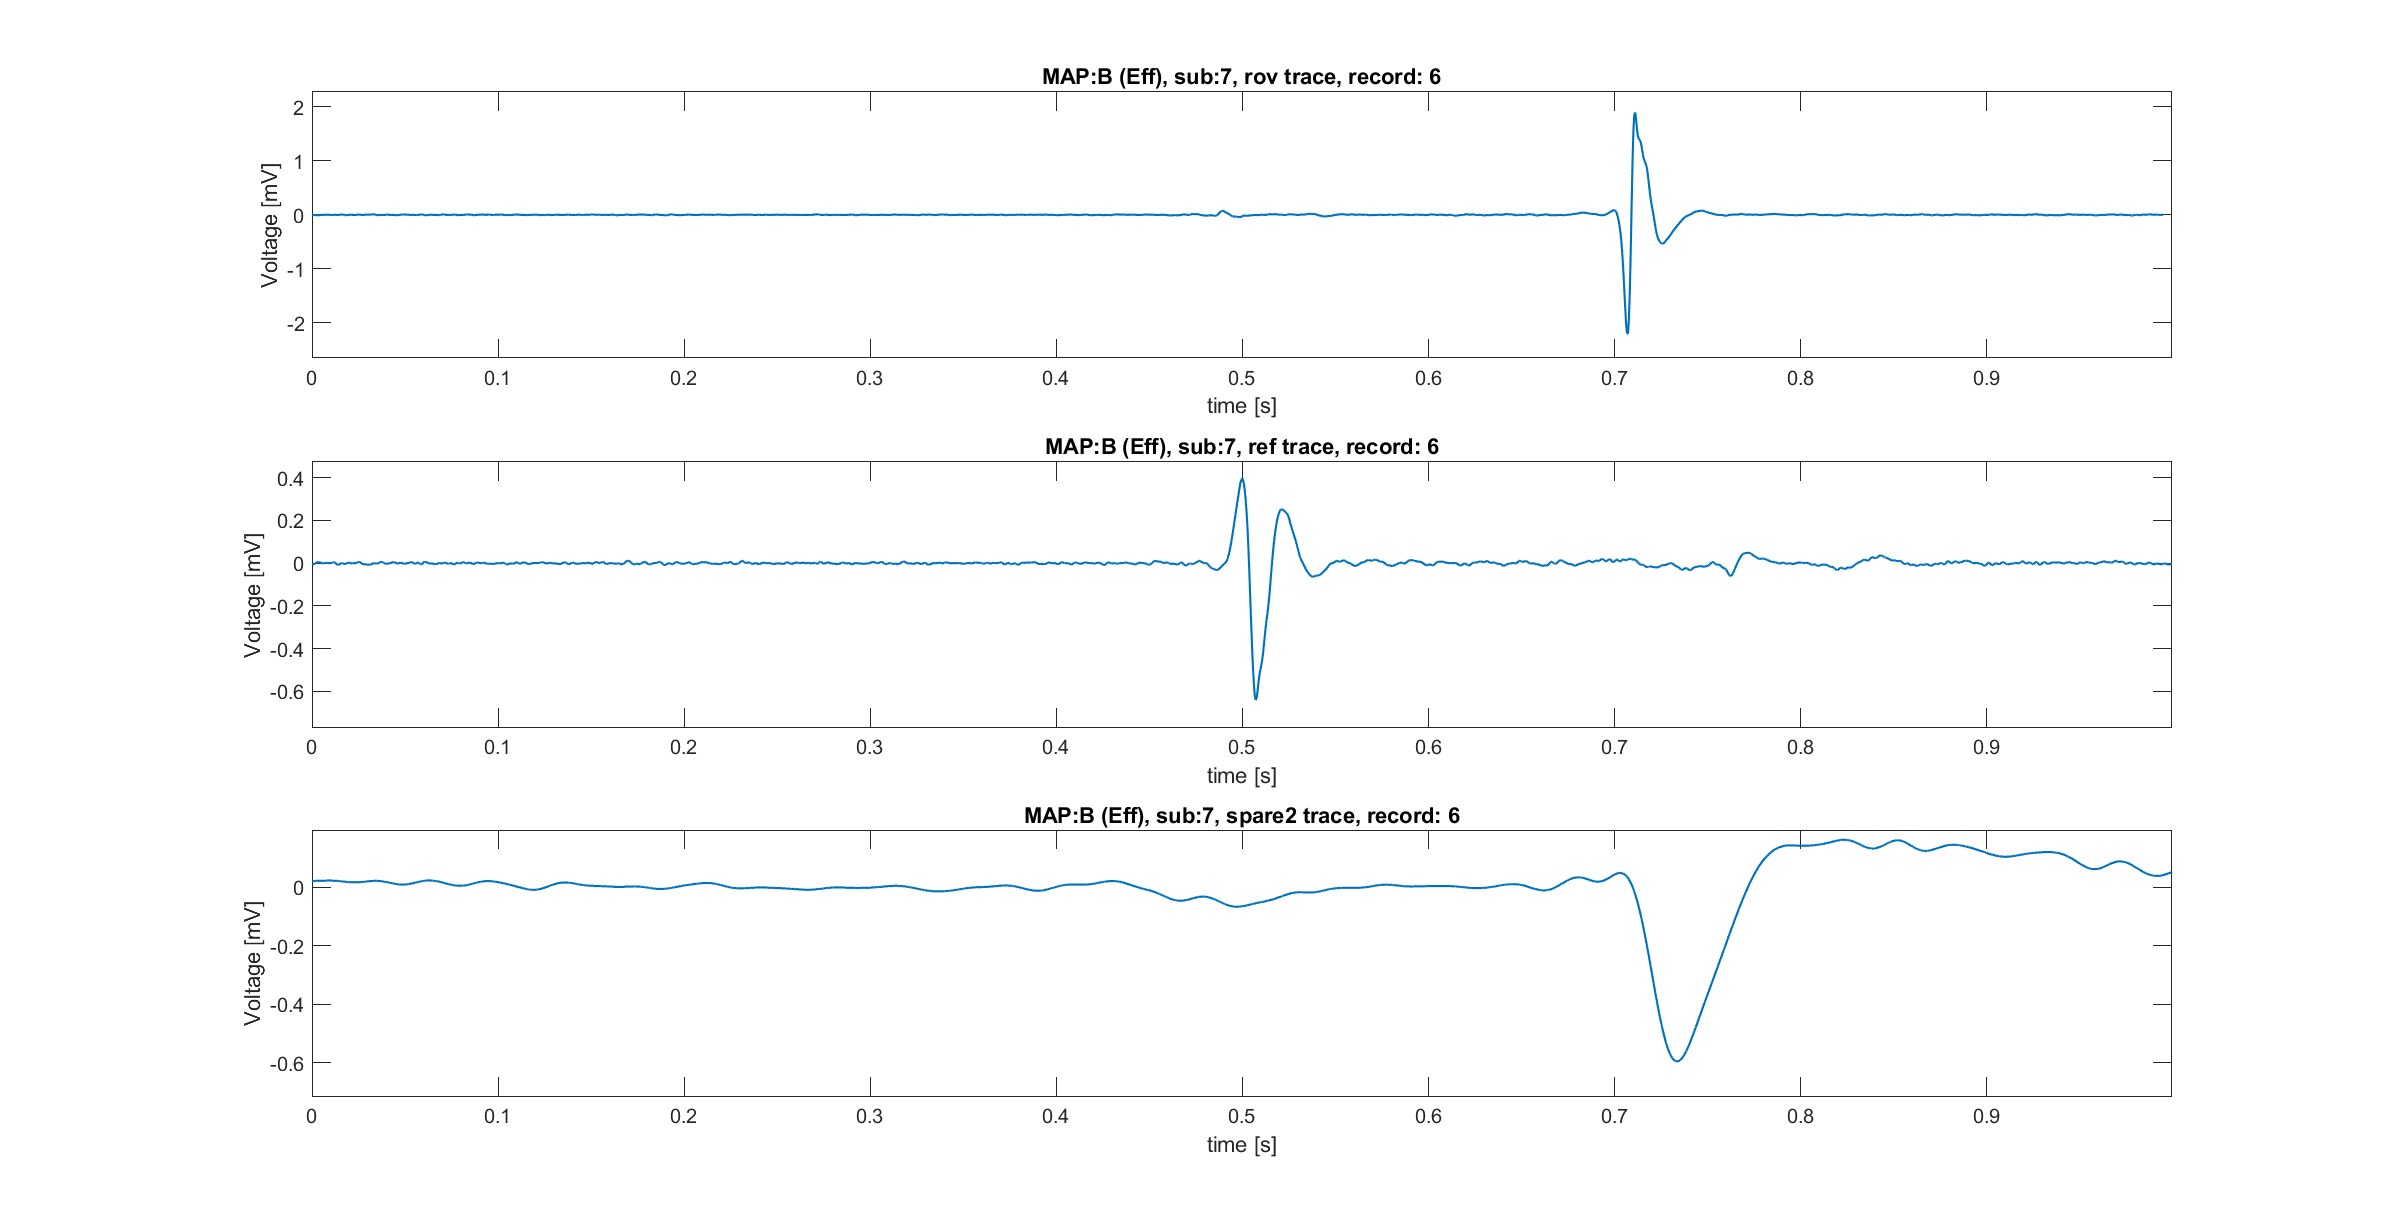 MAP:B (Eff), sub:7, rov trace, record: 6
Voltage [mV]
2
1
0
-1
-2
0 0.1 0.2 0.3 0.4 0.5 0.6 0.7 0.8 0.9
time [s]
MAP:B (Eff), sub:7, ref trace, record: 6
Voltage [mV]
0.4
0.2
0
-0.2
-0.4
-0.6
0 0.1 0.2 0.3 0.4 0.5 0.6 0.7 0.8 0.9
time [s]
MAP:B (Eff), sub:7, spare2 trace, record: 6
Voltage [mV]
0
-0.2
-0.4
-0.6
0 0.1 0.2 0.3 0.4 0.5 0.6 0.7 0.8 0.9
time [s]